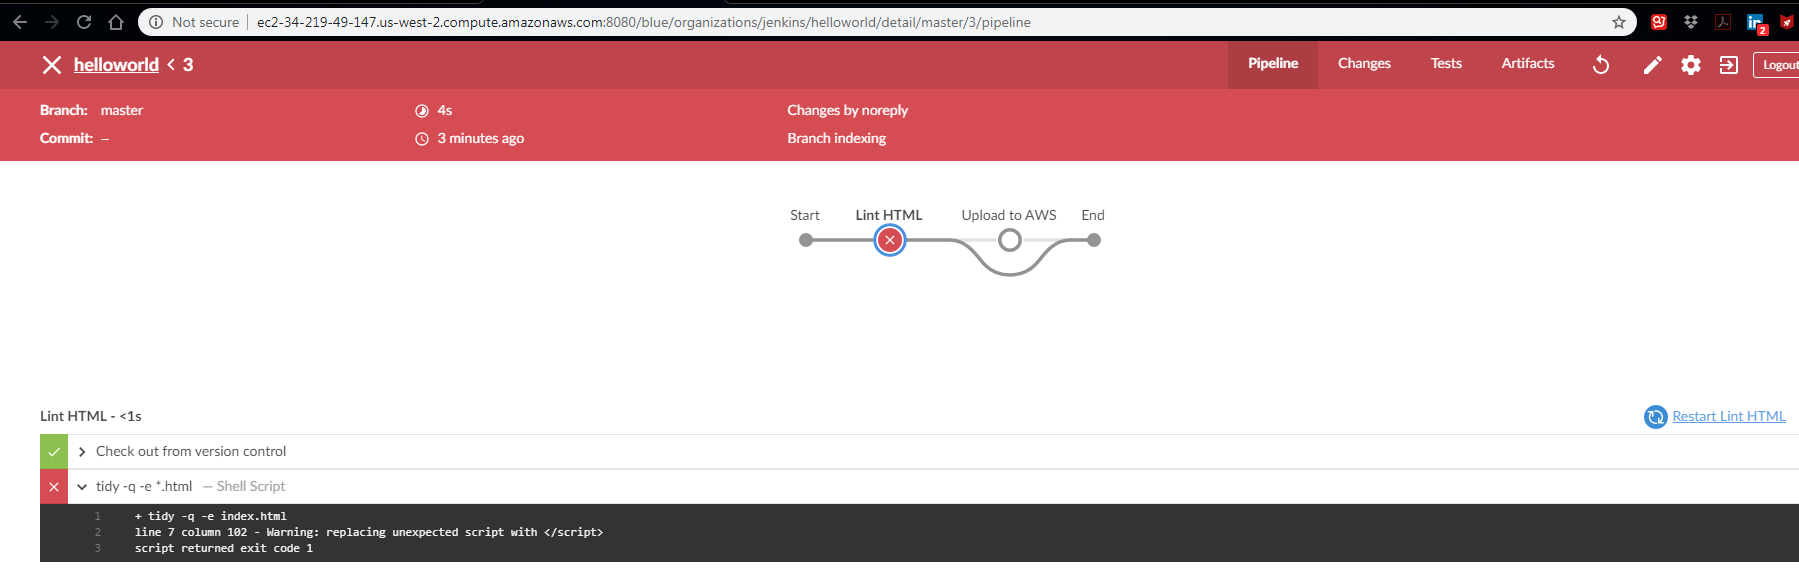 Not secure ec2-34-219-49-147.us-west-2.compute.amazonaws.com:8080/blue/organizations/jenkins/helloworld/detail/master/3/pipeline
2
helloworld < 3 Pipeline Changes Tests Artifacts Logout
Branch: master 4s Changes by noreply
Commit: – 3 minutes ago Branch indexing
Start Lint HTML Upload to AWS End
Lint HTML - <1s Restart Lint HTML
Check out from version control
tidy -q -e *.html — Shell Script
1 + tidy -q -e index.html
2 line 7 column 102 - Warning: replacing unexpected script with </script>
3 script returned exit code 1